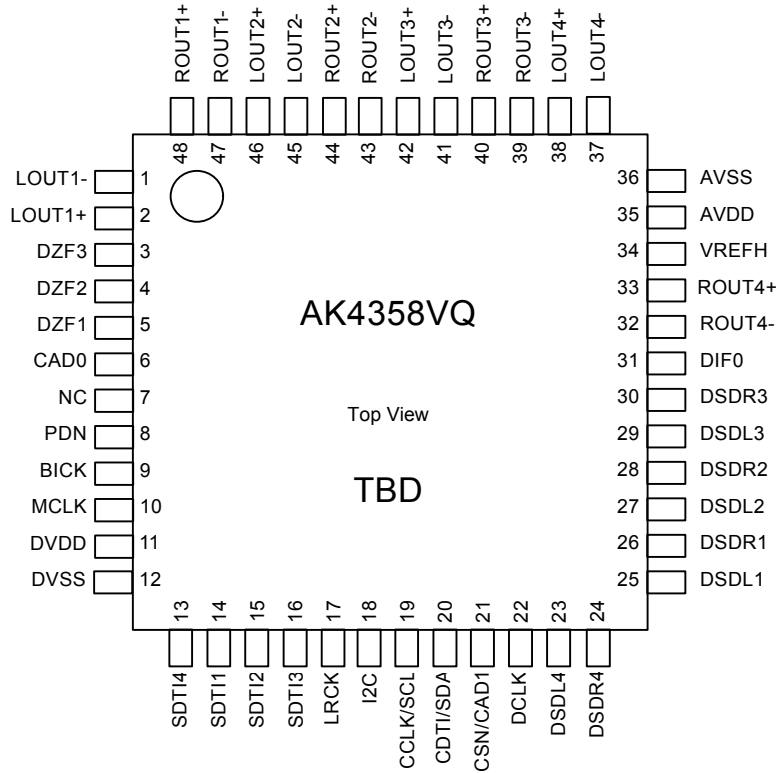 ROUT1+
ROUT1-
LOUT2+
LOUT2-
ROUT2+
ROUT2-
LOUT3+
LOUT3-
ROUT3+
ROUT3-
LOUT4+
LOUT4-
48
47
46
45
44
43
42
41
40
39
38
37
LOUT1- 1
LOUT1+ 2
DZF3 3
DZF2 4
DZF1 5
CAD0 6
NC 7
PDN 8
BICK 9
MCLK 10
DVDD 11
DVSS 12
AK4358VQ
Top View
TBD
36 AVSS
35 AVDD
34 VREFH
33 ROUT4+
32 ROUT4-
31 DIF0
30 DSDR3
29 DSDL3
28 DSDR2
27 DSDL2
26 DSDR1
25 DSDL1
13
14
15
16
17
18
19
20
21
22
23
24
SDTI4
SDTI1
SDTI2
SDTI3
LRCK
I2C
CCLK/SCL
CDTI/SDA
CSN/CAD1
DCLK
DSDL4
DSDR4